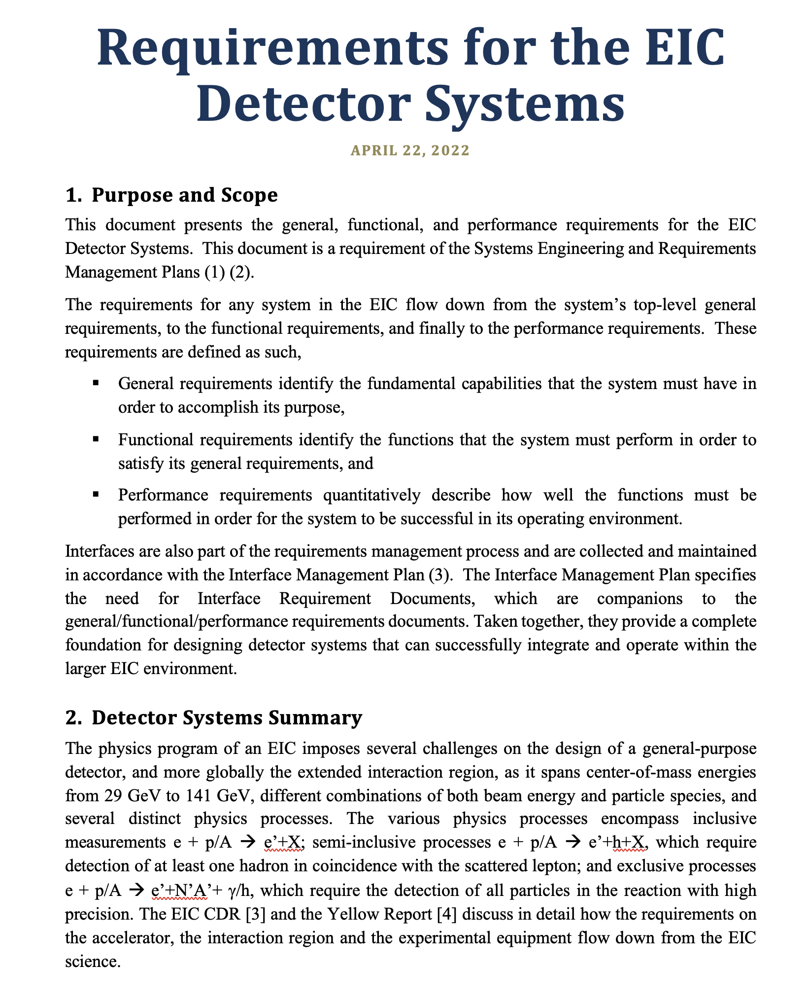 Requirements for the EIC
Detector Systems
APRIL 22, 2022
1. Purpose and Scope
This document presents the general, functional, and performance requirements for the EIC
Detector Systems. This document is a requirement of the Systems Engineering and Requirements
Management Plans (1) (2).
The requirements for any system in the EIC flow down from the system’s top-level general
requirements, to the functional requirements, and finally to the performance requirements. These
requirements are defined as such,
▪ General requirements identify the fundamental capabilities that the system must have in
order to accomplish its purpose,
▪ Functional requirements identify the functions that the system must perform in order to
satisfy its general requirements, and
▪ Performance requirements quantitatively describe how well the functions must be
performed in order for the system to be successful in its operating environment.
Interfaces are also part of the requirements management process and are collected and maintained
in accordance with the Interface Management Plan (3). The Interface Management Plan specifies
the need for Interface Requirement Documents, which are companions to the
general/functional/performance requirements documents. Taken together, they provide a complete
foundation for designing detector systems that can successfully integrate and operate within the
larger EIC environment.
2. Detector Systems Summary
The physics program of an EIC imposes several challenges on the design of a general-purpose
detector, and more globally the extended interaction region, as it spans center-of-mass energies
from 29 GeV to 141 GeV, different combinations of both beam energy and particle species, and
several distinct physics processes. The various physics processes encompass inclusive
measurements e + p/A → e’+X; semi-inclusive processes e + p/A → e’+h+X, which require
detection of at least one hadron in coincidence with the scattered lepton; and exclusive processes
e + p/A → e’+N’A’+ γ/h, which require the detection of all particles in the reaction with high
precision. The EIC CDR [3] and the Yellow Report [4] discuss in detail how the requirements on
the accelerator, the interaction region and the experimental equipment flow down from the EIC
science.